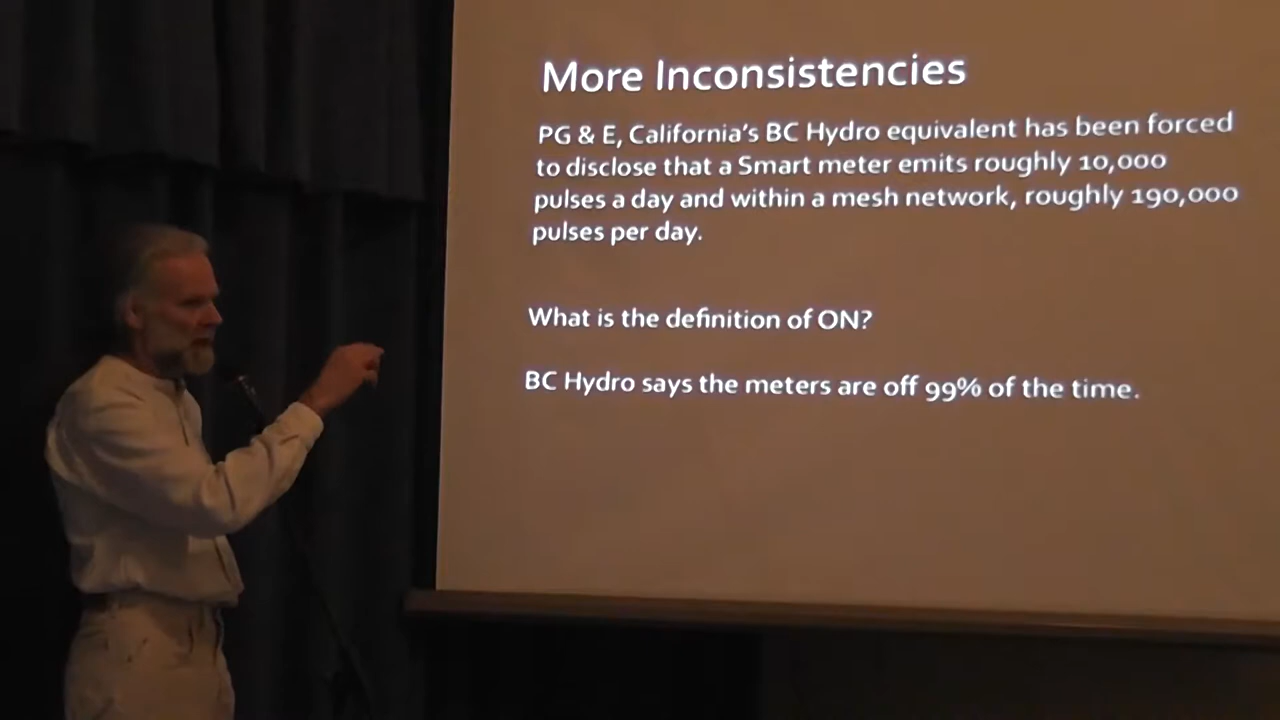 More Inconsistencies
PG & E, California's BC Hydro equivalent has been forced
to disclose that a Smart meter emits roughly 10,000
pulses a day and within a mesh network, roughly 190,000
pulses per day.
What is the definition of ON?
BC Hydro says the meters are off 99% of the time.